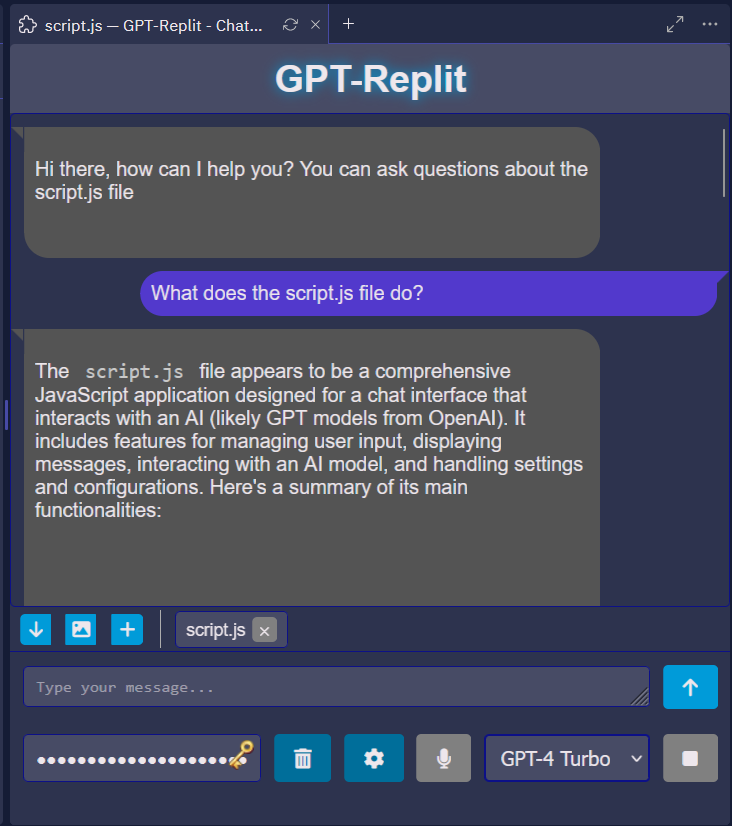 script.js — GPT-Replit - Chat...
GPT-Replit
Hi there, how can I help you? You can ask questions about the
script.js file
What does the script.js file do?
The script.js file appears to be a comprehensive
JavaScript application designed for a chat interface that
interacts with an AI (likely GPT models from OpenAI). It
includes features for managing user input, displaying
messages, interacting with an AI model, and handling settings
and configurations. Here's a summary of its main
functionalities:
script.js
Type your message...
GPT-4 Turbo